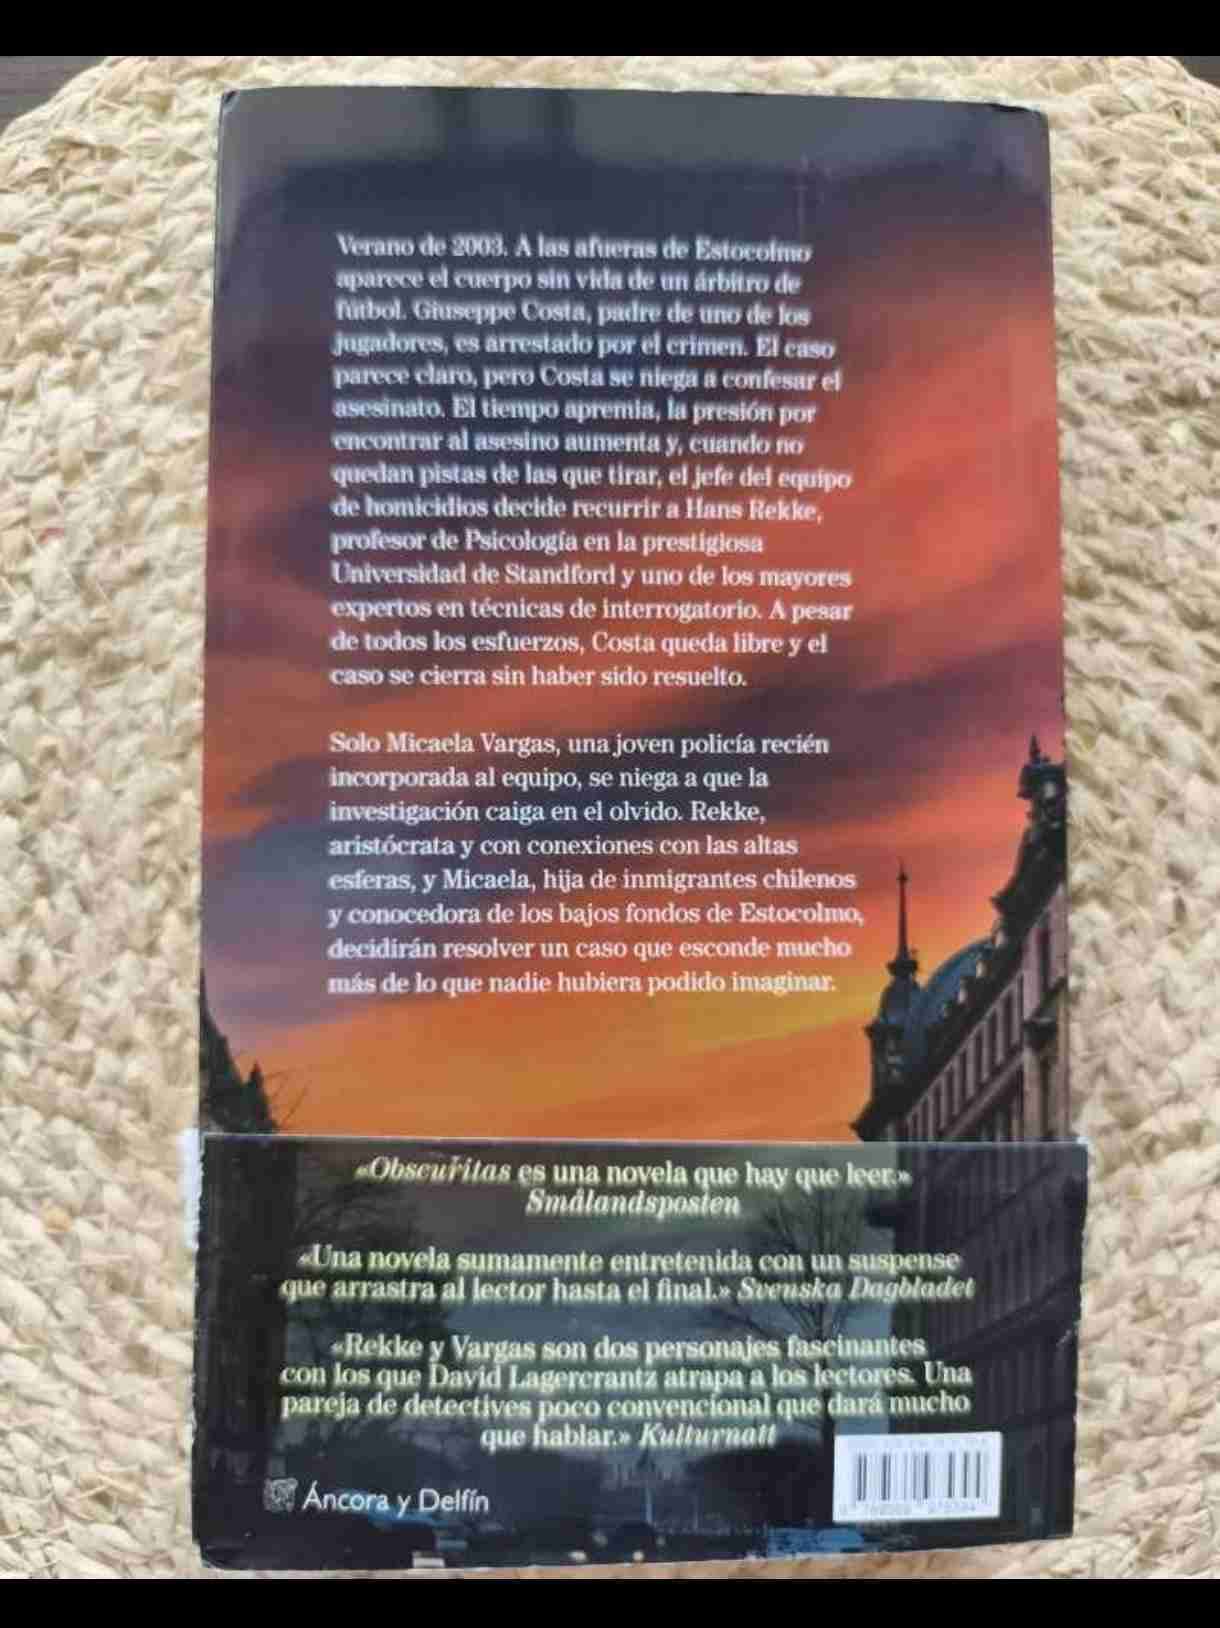 Verano de 2003. A las afueras de Estocolmo
aparece el cuerpo sin vida de un árbitro de
fútbol. Giuseppe Costa, padre de uno de los
jugadores, es arrestado por el crimen. El caso
parece claro, pero Costa se niega a confesar el
asesinato. El tiempo apremia, la presión por
encontrar al asesino aumenta y, cuando no
quedan pistas de las que tirar, el jefe del equipo
de homicidios decide recurrir a Hans Rekke,
profesor de Psicología en la prestigiosa
Universidad de Standford y uno de los mayores
expertos en técnicas de interrogatorio. A pesar
de todos los esfuerzos, Costa queda libre y el
caso se cierra sin haber sido resuelto.
Solo Micaela Vargas, una joven policía recién
incorporada al equipo, se niega a que la
investigación caiga en el olvido. Rekke,
aristócrata y con conexiones con las altas
esferas, y Micaela, hija de inmigrantes chilenos
y conocedora de los bajos fondos de Estocolmo,
decidirán resolver un caso que esconde mucho
más de lo que nadie hubiera podido imaginar.
«Obscuritas es una novela que hay que leer.»
Smålandsposten
«Una novela sumamente entretenida con un suspense
que arrastra al lector hasta el final.» Svenska Dagbladet
«Rekke y Vargas son dos personajes fascinantes
con los que David Lagercrantz atrapa a los lectores. Una
pareja de detectives poco convencional que dará mucho
que hablar.» Kulturnatt
Áncora y Delfín